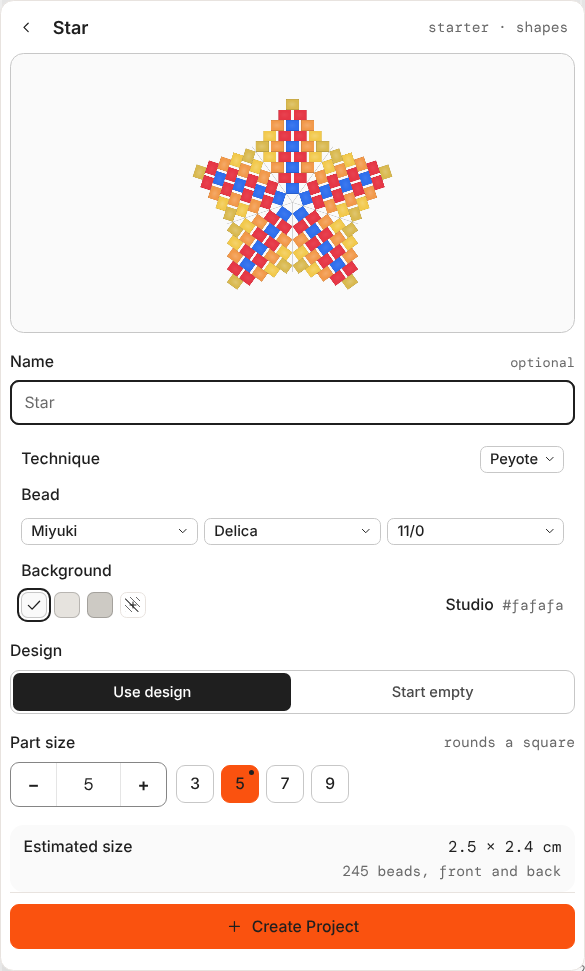 Star
starter · shapes
Name
optional
Star
Technique
Peyote
Bead
Miyuki
Delica
11/0
Background
Studio #fafafa
Design
Use design
Start empty
Part size
rounds a square
− 5 + 3 5 7 9
Estimated size
2.5 × 2.4 cm
245 beads, front and back
+ Create Project